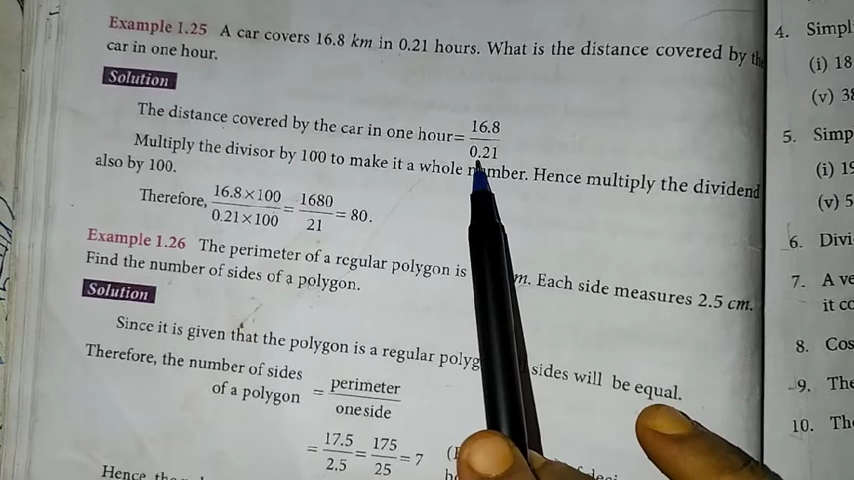 Example 1.25 A car covers 16.8 km in 0.21 hours. What is the distance covered by the
car in one hour.
Solution
The distance covered by the car in one hour = 16.8 / 0.21
Multiply the divisor by 100 to make it a whole number. Hence multiply the dividend
also by 100.
Therefore, 16.8 × 100 / 0.21 × 100 = 1680 / 21 = 80.
Example 1.26 The perimeter of a regular polygon is m. Each side measures 2.5 cm.
Find the number of sides of a polygon.
Solution
Since it is given that the polygon is a regular sides will be equal.
Therefore, the number of sides
of a polygon = perimeter / one side
= 17.5 / 2.5 = 175 / 25 = 7
Hence
4. Simpl
(i) 18
(v) 38
5. Simp
(i) 19
(v) 5
6. Divi
7. A ve
it co
8. Cos
9. The
10. Th